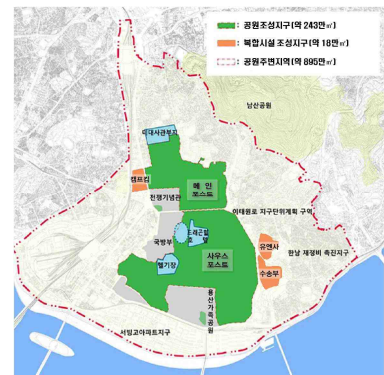 : 공원조성지구(약 243만㎡)
: 복합시설 조성지구(약 18만㎡)
: 공원주변지역(약 895만㎡)
남산공원
대사관부지
캠프킴
메 인
포스트
전쟁기념관
이태원로 지구단위계획 구역
드래곤힐
호 텔
국방부
유엔사
사우스
포스트
한남 재정비 촉진지구
헬기장
수송부
용산가족공원
서빙고아파트지구